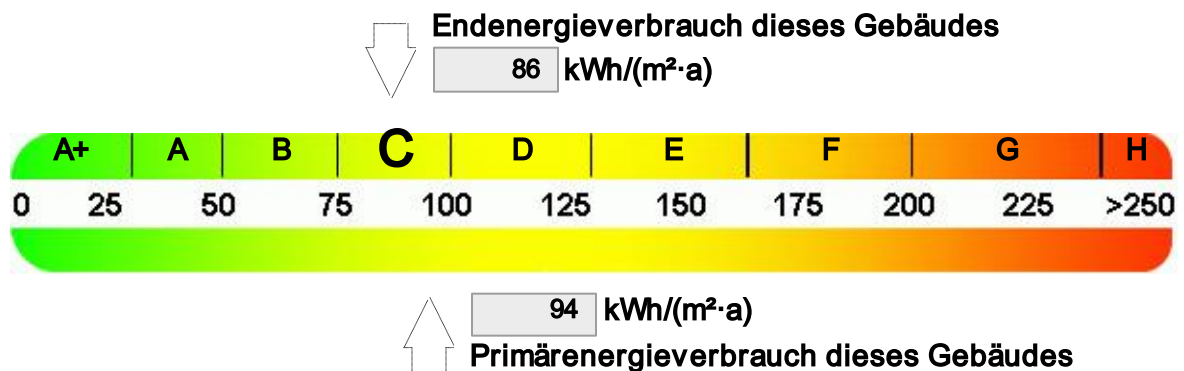 Endenergieverbrauch dieses Gebäudes
86 kWh/(m²·a)
A+ A B C D E F G H
0 25 50 75 100 125 150 175 200 225 >250
94 kWh/(m²·a)
Primärenergieverbrauch dieses Gebäudes